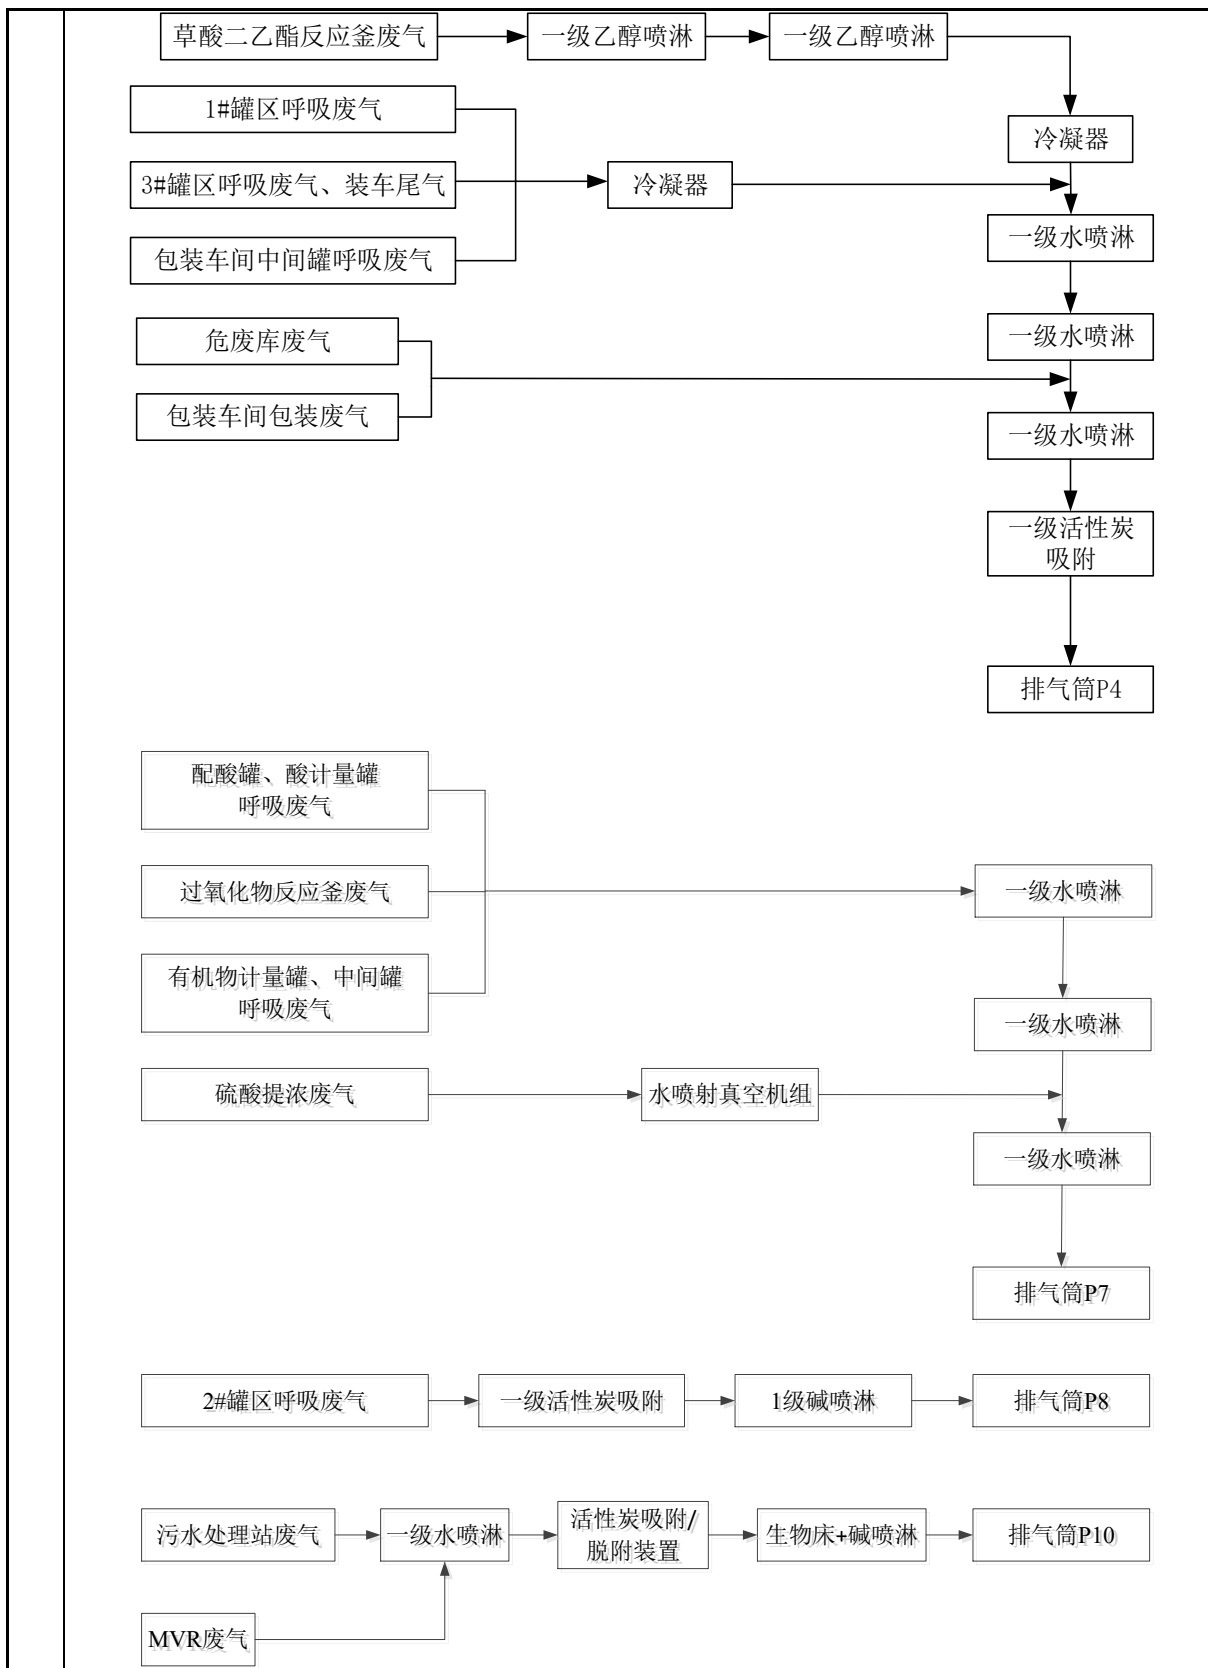 草酸二乙酯反应釜废气
一级乙醇喷淋
一级乙醇喷淋
1#罐区呼吸废气
冷凝器
3#罐区呼吸废气、装车尾气
冷凝器
一级水喷淋
包装车间中间罐呼吸废气
危废库废气
一级水喷淋
包装车间包装废气
一级水喷淋
一级活性炭
吸附
排气筒P4
配酸罐、酸计量罐
呼吸废气
过氧化物反应釜废气
一级水喷淋
有机物计量罐、中间罐
呼吸废气
一级水喷淋
硫酸提浓废气
水喷射真空机组
一级水喷淋
排气筒P7
2#罐区呼吸废气
一级活性炭吸附
1级碱喷淋
排气筒P8
污水处理站废气
一级水喷淋
活性炭吸附/
脱附装置
生物床+碱喷淋
排气筒P10
MVR废气